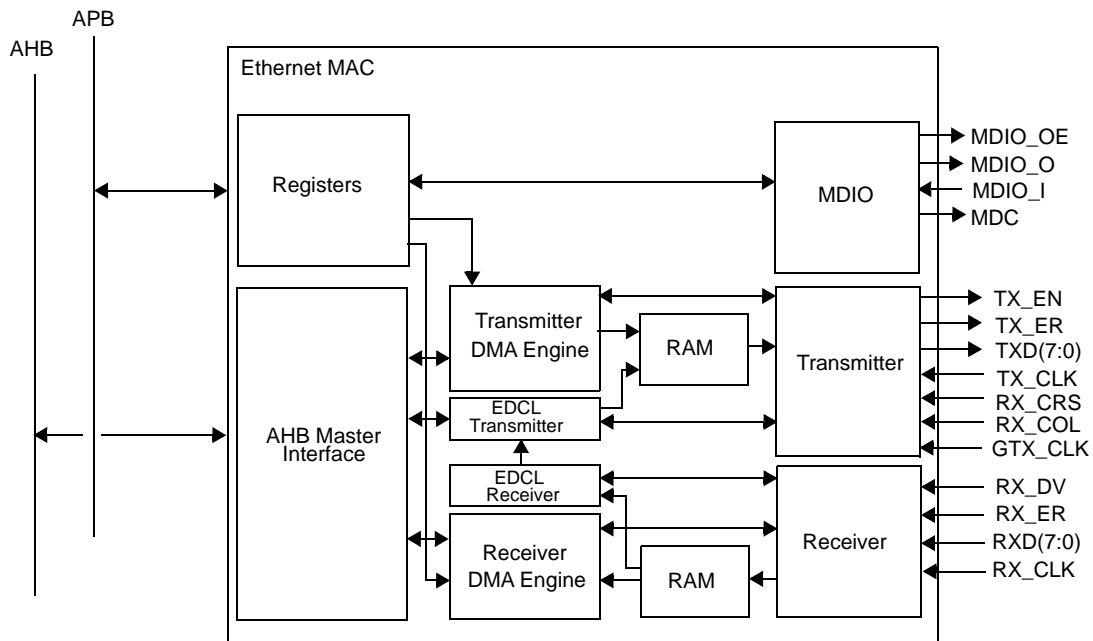 APB
AHB
Ethernet MAC
Registers
MDIO
MDIO_OE
MDIO_O
MDIO_I
MDC
Transmitter
DMA Engine
RAM
Transmitter
TX_EN
TX_ER
TXD(7:0)
TX_CLK
RX_CRS
RX_COL
GTX_CLK
EDCL
Transmitter
AHB Master
Interface
EDCL
Receiver
Receiver
DMA Engine
RAM
Receiver
RX_DV
RX_ER
RXD(7:0)
RX_CLK